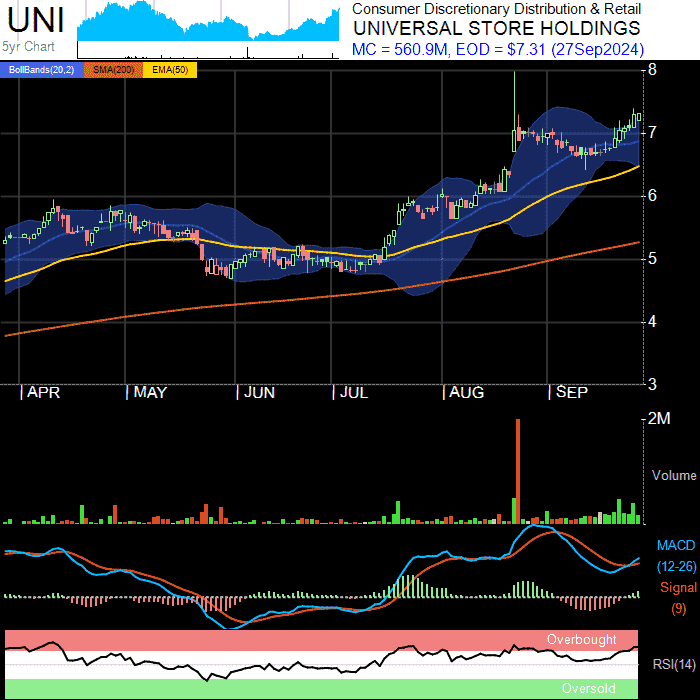 UNI
5yr Chart
Consumer Discretionary Distribution & Retail
UNIVERSAL STORE HOLDINGS
MC = 560.9M, EOD = $7.31 (27Sep2024)
BollBands(20,2) SMA(200) EMA(50)
8
7
6
5
4
3
APR MAY JUN JUL AUG SEP
2M
Volume
MACD
(12-26)
Signal
(9)
Overbought
RSI(14)
Oversold